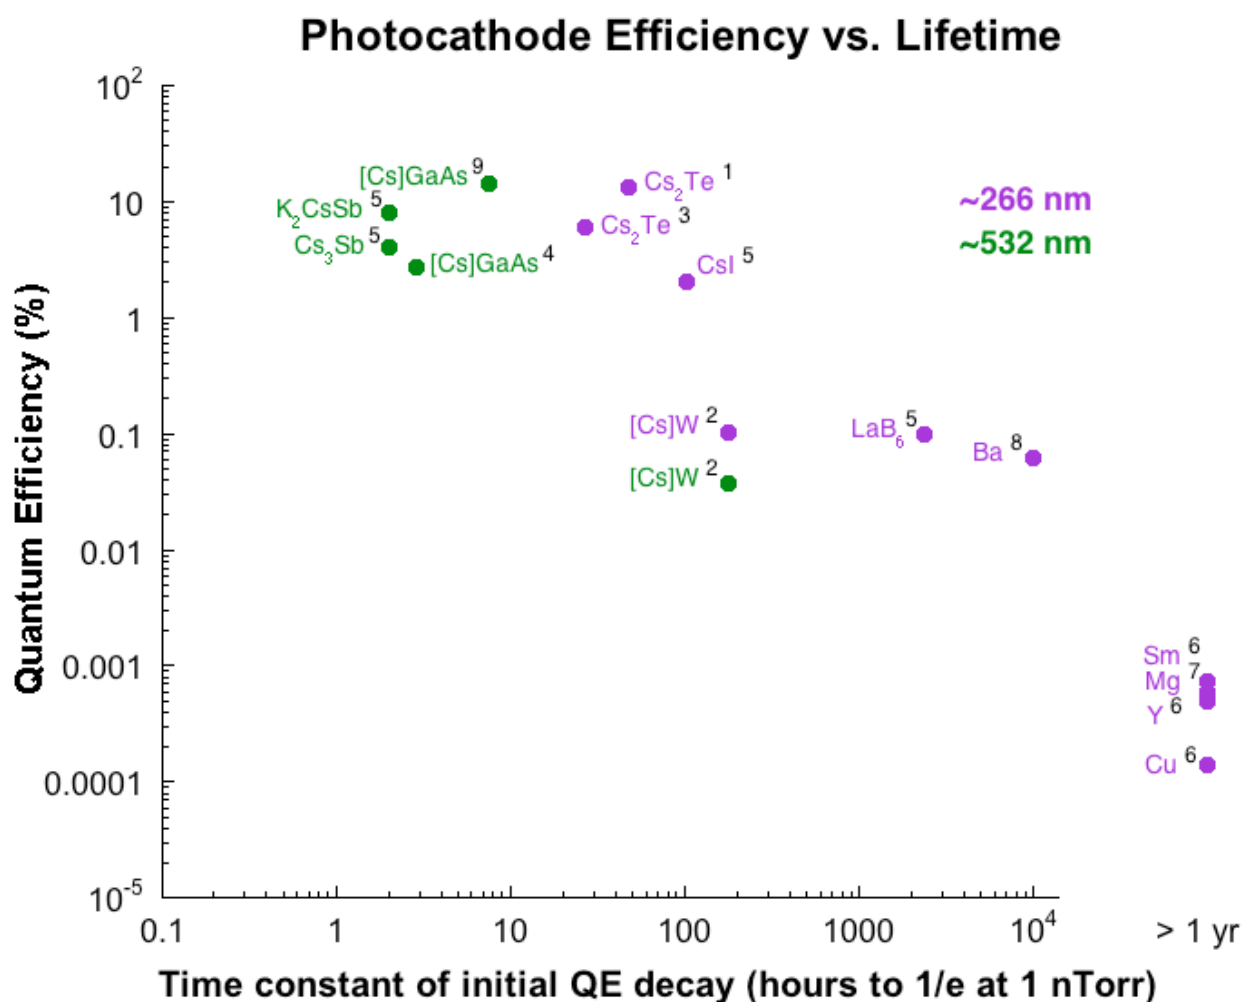 Photocathode Efficiency vs. Lifetime
Quantum Efficiency (%)
10²
10
1
0.1
0.01
0.001
0.0001
10⁻⁵
[Cs]GaAs ⁹
K₂CsSb ⁵
Cs₃Sb ⁵
[Cs]GaAs ⁴
Cs₂Te ¹
Cs₂Te ³
CsI ⁵
~266 nm
~532 nm
[Cs]W ²
[Cs]W ²
LaB₆ ⁵
Ba ⁸
Sm ⁶
Mg ⁷
Y ⁶
Cu ⁶
0.1 1 10 100 1000 10⁴ > 1 yr
Time constant of initial QE decay (hours to 1/e at 1 nTorr)